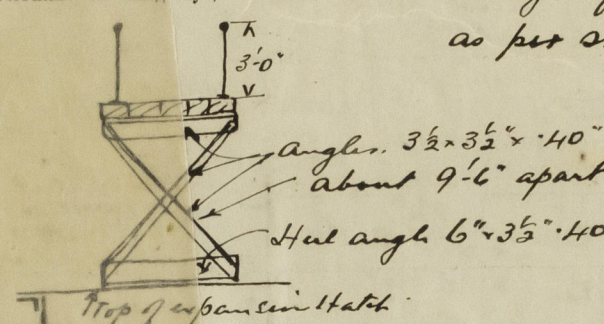 as per s
3'-0"
Angles. 3½ × 3½" × .40"
about 9'-6" apart
Heel angle 6" × 3½" .40
Top of expansion Hatch.